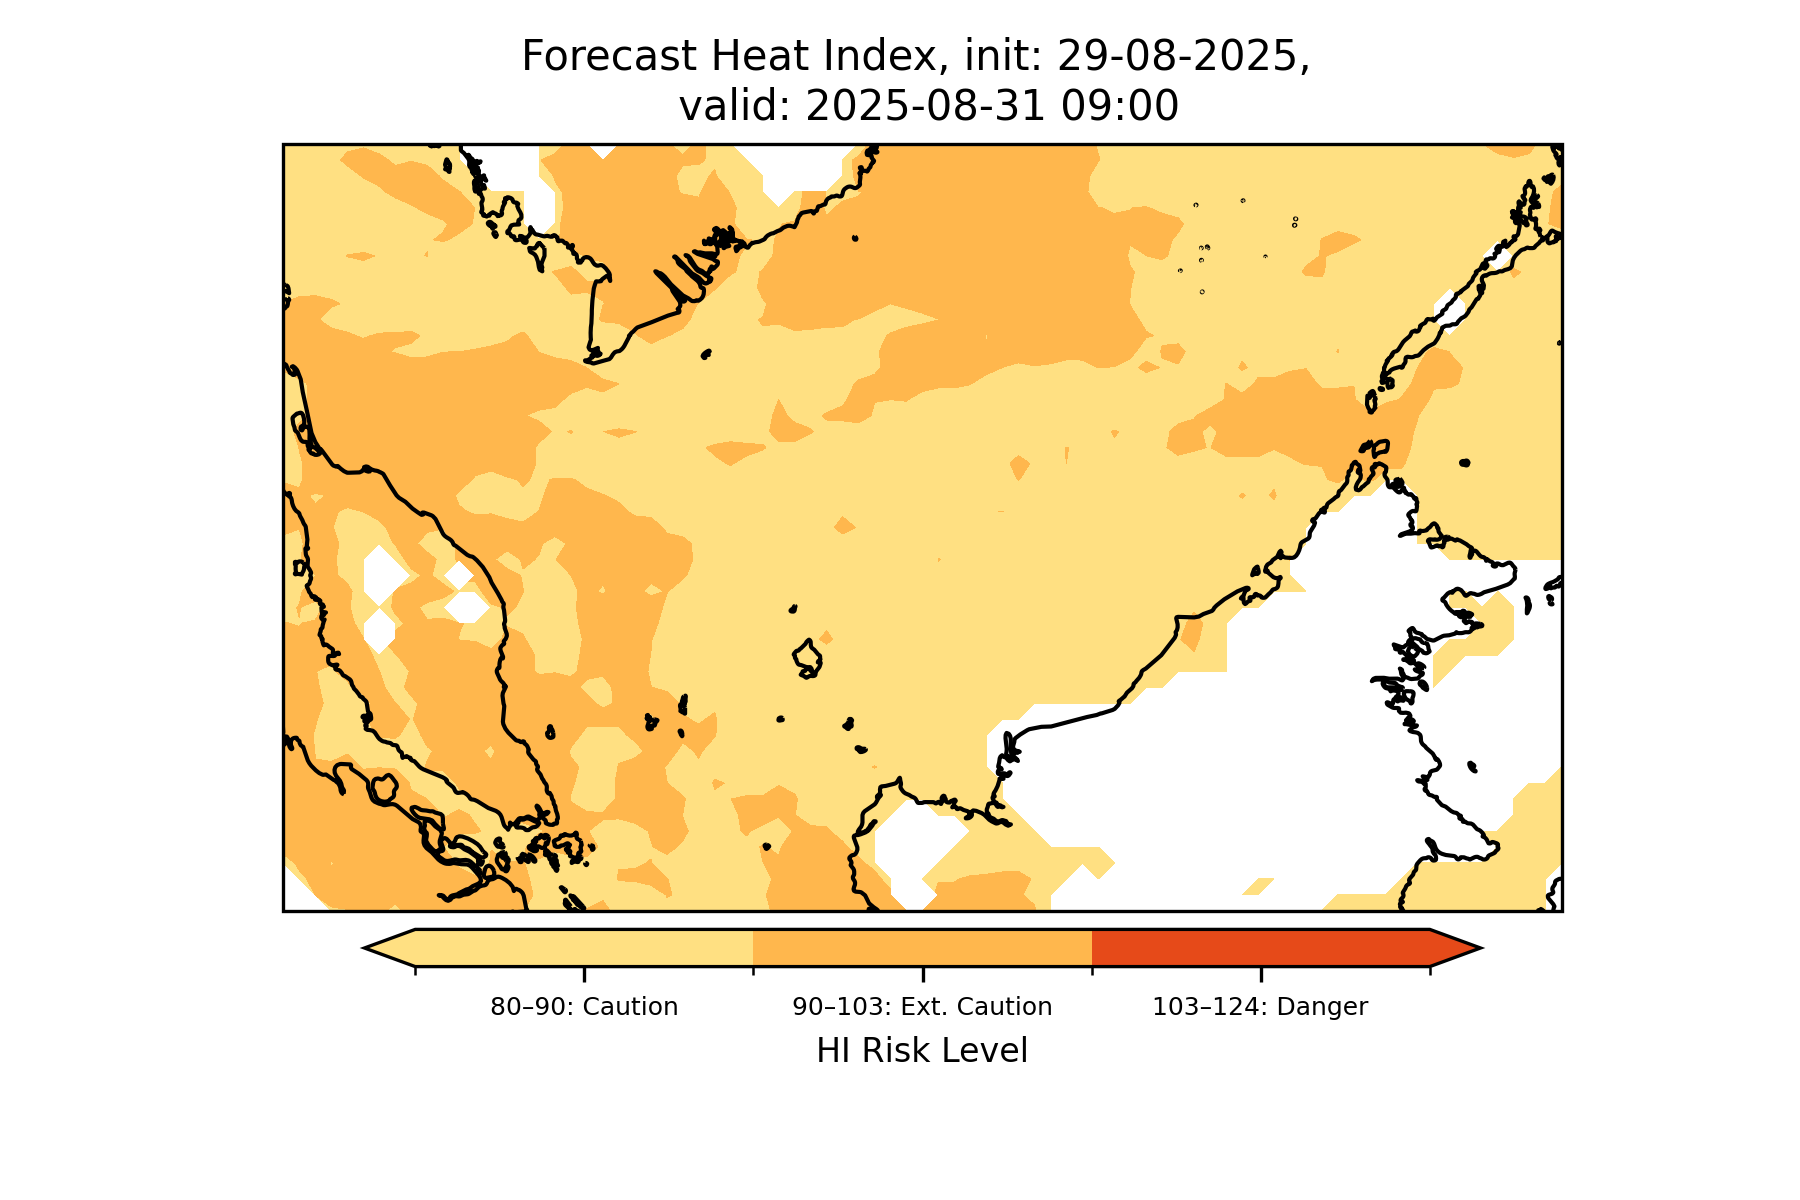 Forecast Heat Index, init: 29-08-2025,
valid: 2025-08-31 09:00
80–90: Caution
90–103: Ext. Caution
103–124: Danger
HI Risk Level